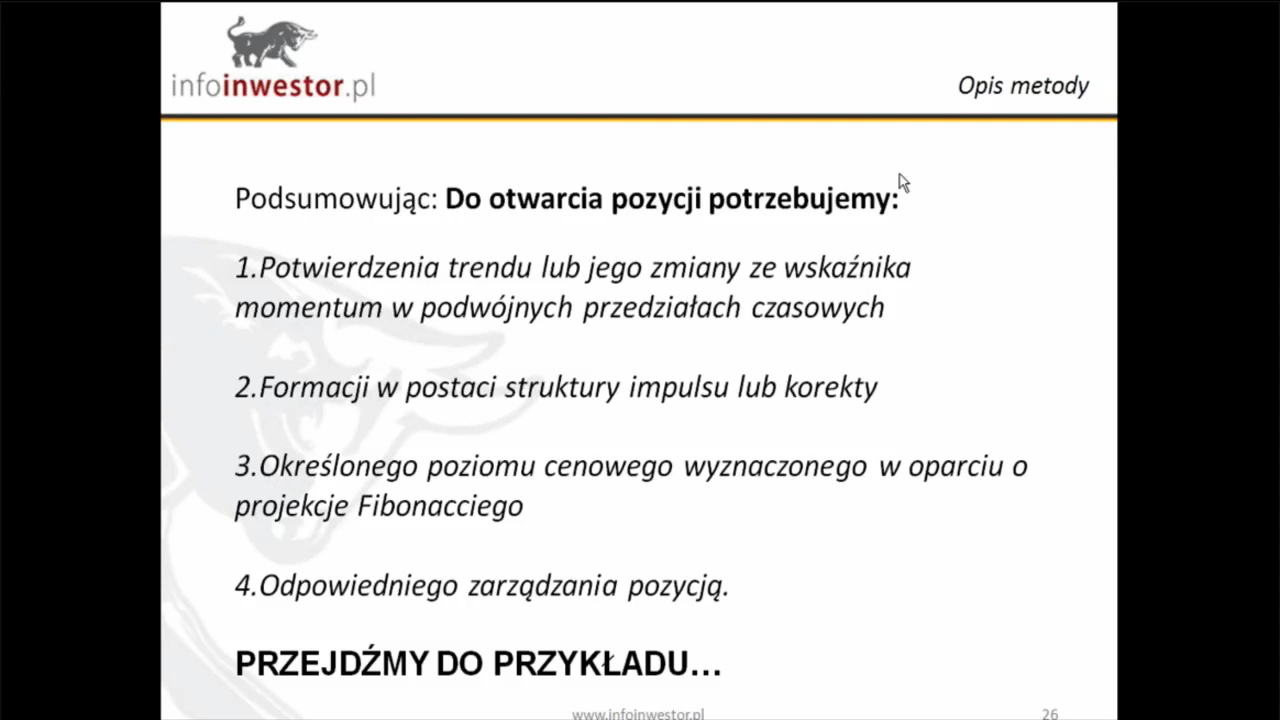 infoinwestor.pl
Opis metody
Podsumowując: Do otwarcia pozycji potrzebujemy:
1.Potwierdzenia trendu lub jego zmiany ze wskaźnika
momentum w podwójnych przedziałach czasowych
2.Formacji w postaci struktury impulsu lub korekty
3.Określonego poziomu cenowego wyznaczonego w oparciu o
projekcje Fibonacciego
4.Odpowiedniego zarządzania pozycją.
PRZEJDŹMY DO PRZYKŁADU...
www.infoinwestor.pl
26